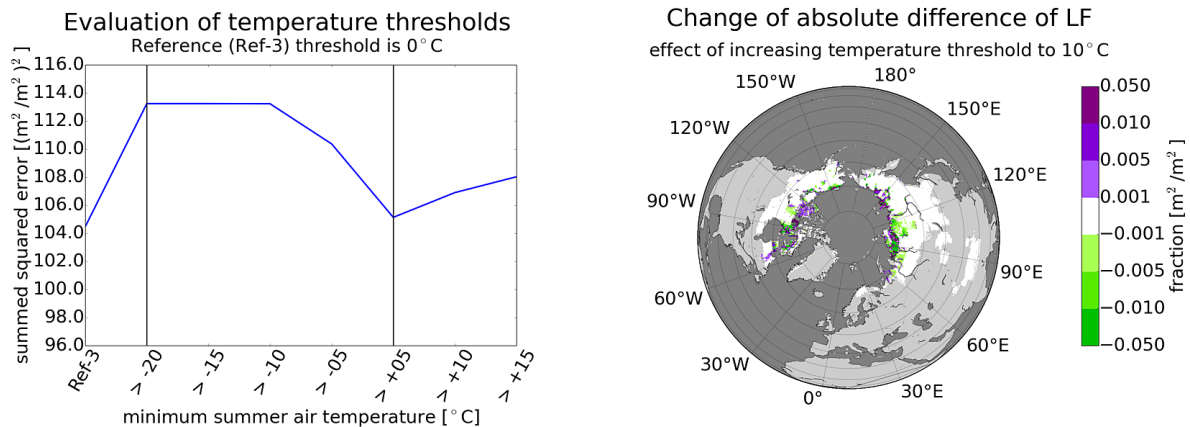 Evaluation of temperature thresholds
Reference (Ref-3) threshold is 0°C
summed squared error [(m² /m² )² ]
116.0
114.0
112.0
110.0
108.0
106.0
104.0
102.0
100.0
98.0
96.0
Ref-3
> -20
> -15
> -10
> -05
> +05
> +10
> +15
minimum summer air temperature [°C]
Change of absolute difference of LF
effect of increasing temperature threshold to 10°C
180°
150°W
150°E
120°W
120°E
90°W
90°E
60°W
60°E
30°W
30°E
0°
0.050
0.010
0.005
0.001
−0.001
−0.005
−0.010
−0.050
fraction [m² /m² ]